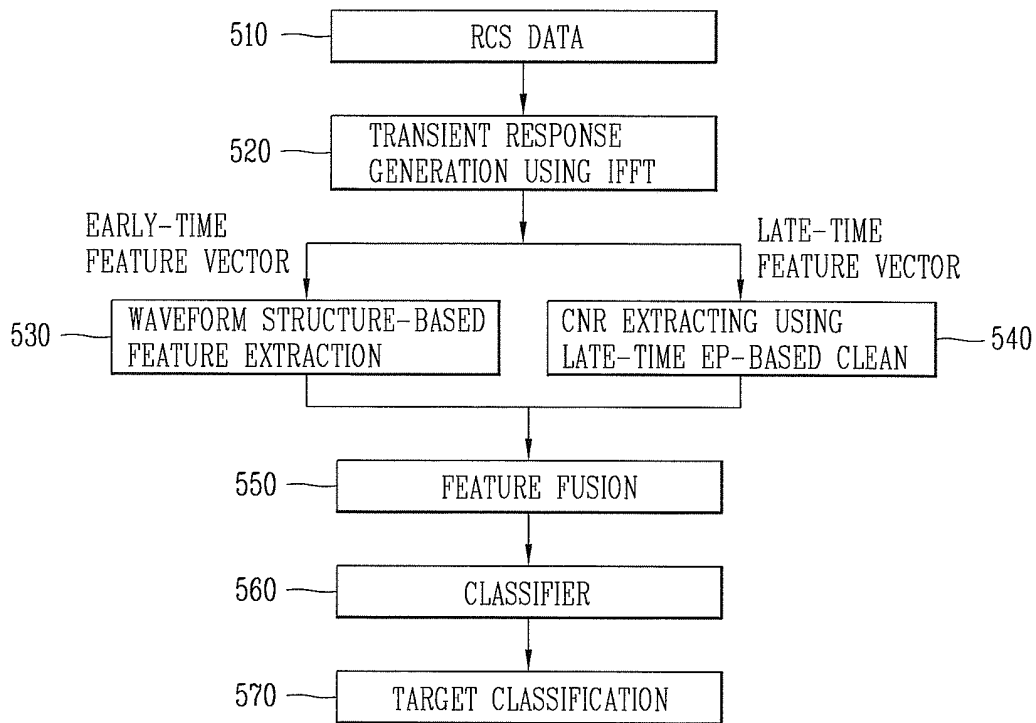 510
RCS DATA
520
TRANSIENT RESPONSE
GENERATION USING IFFT
EARLY-TIME
FEATURE VECTOR
LATE-TIME
FEATURE VECTOR
530
WAVEFORM STRUCTURE-BASED
FEATURE EXTRACTION
CNR EXTRACTING USING
LATE-TIME EP-BASED CLEAN
540
550
FEATURE FUSION
560
CLASSIFIER
570
TARGET CLASSIFICATION